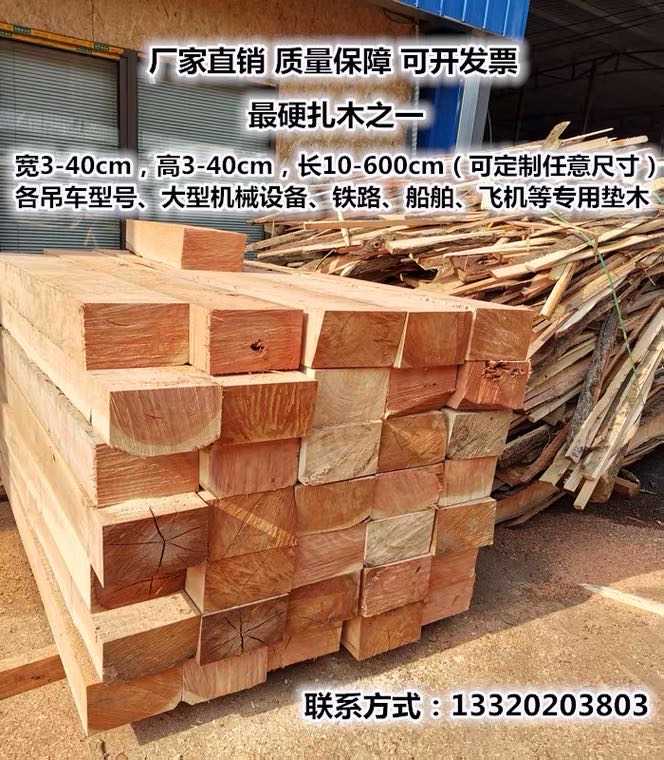 厂家直销 质量保障 可开发票
最硬扎木之一
宽3-40cm，高3-40cm，长10-600cm（可定制任意尺寸）
各吊车型号、大型机械设备、铁路、船舶、飞机等专用垫木
联系方式：13320203803